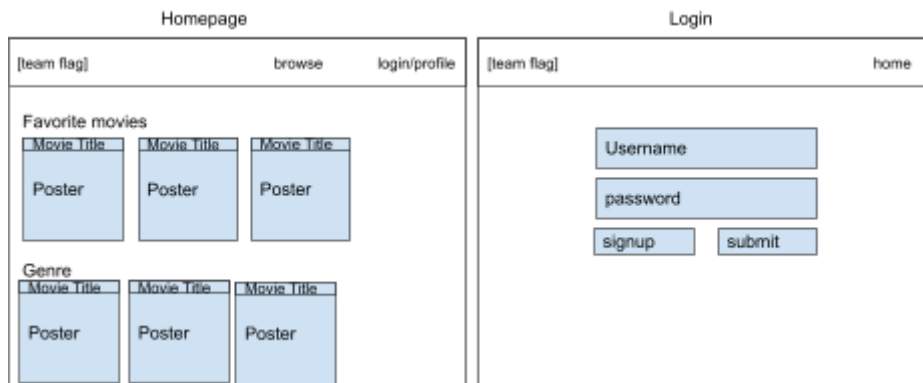 Homepage
[team flag] browse login/profile
Favorite movies
Movie Title Movie Title Movie Title
Poster Poster Poster
Genre
Movie Title Movie Title Movie Title
Poster Poster Poster
Login
[team flag] home
Username
password
signup submit